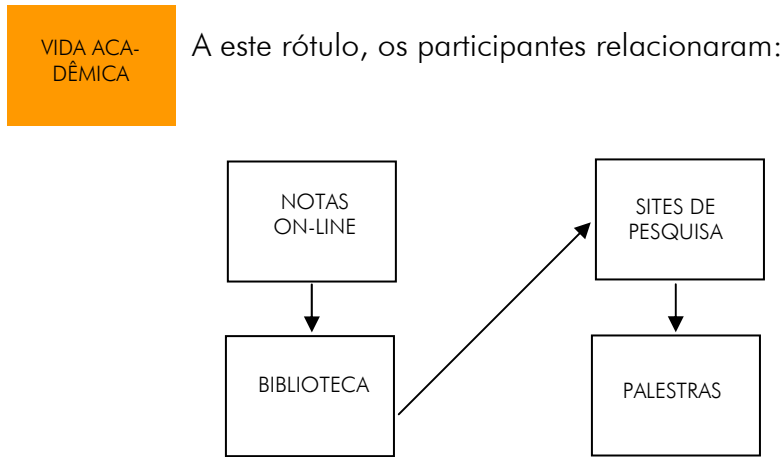 VIDA ACA-
DÊMICA
A este rótulo, os participantes relacionaram:
NOTAS
ON-LINE
BIBLIOTECA
SITES DE
PESQUISA
PALESTRAS